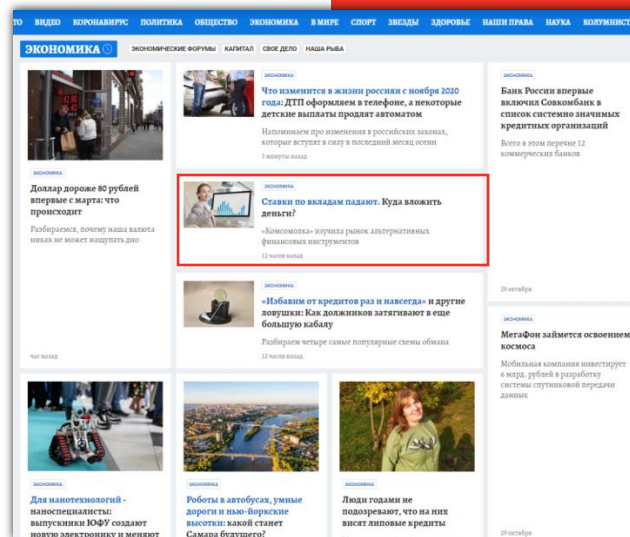 ТО ВИДЕО КОРОНАВИРУС ПОЛИТИКА ОБЩЕСТВО ЭКОНОМИКА В МИРЕ СПОРТ ЗВЕЗДЫ ЗДОРОВЬЕ НАШИ ПРАВА НАУКА КОЛУМНИСТ
ЭКОНОМИКА
ЭКОНОМИЧЕСКИЕ ФОРУМЫ КАПИТАЛ СВОЕ ДЕЛО НАША РЫБА
ЭКОНОМИКА
Доллар дороже 80 рублей
впервые с марта: что
происходит
Разбираемся, почему наша валюта
никак не может нащупать дно
час назад
ЭКОНОМИКА
Что изменится в жизни россиян с ноября 2020
года: ДТП оформляем в телефоне, а некоторые
детские выплаты продлят автоматом
Напоминаем про изменения в российских законах,
которые вступят в силу в последний месяц осени
3 минуты назад
ЭКОНОМИКА
Ставки по вкладам падают. Куда вложить
деньги?
«Комсомолка» изучила рынок альтернативных
финансовых инструментов
12 часов назад
ЭКОНОМИКА
«Избавим от кредитов раз и навсегда» и другие
ловушки: Как должников затягивают в еще
большую кабалу
Разбираем четыре самые популярные схемы обмана
12 часов назад
ЭКОНОМИКА
Банк России впервые
включил Совкомбанк в
список системно значимых
кредитных организаций
Всего в этом перечне 12
коммерческих банков
29 октября
ЭКОНОМИКА
МегаФон займется освоением
космоса
Мобильная компания инвестирует
6 млрд. рублей в разработку
системы спутниковой передачи
данных
29 октября
ЭКОНОМИКА
Для нанотехнологий -
наноспециалисты:
выпускники ЮФУ создают
новую электронику и меняют
ЭКОНОМИКА
Роботы в автобусах, умные
дороги и нью-йоркские
высотки: какой станет
Самара будущего?
ЭКОНОМИКА
Люди годами не
подозревают, что на них
висят липовые кредиты